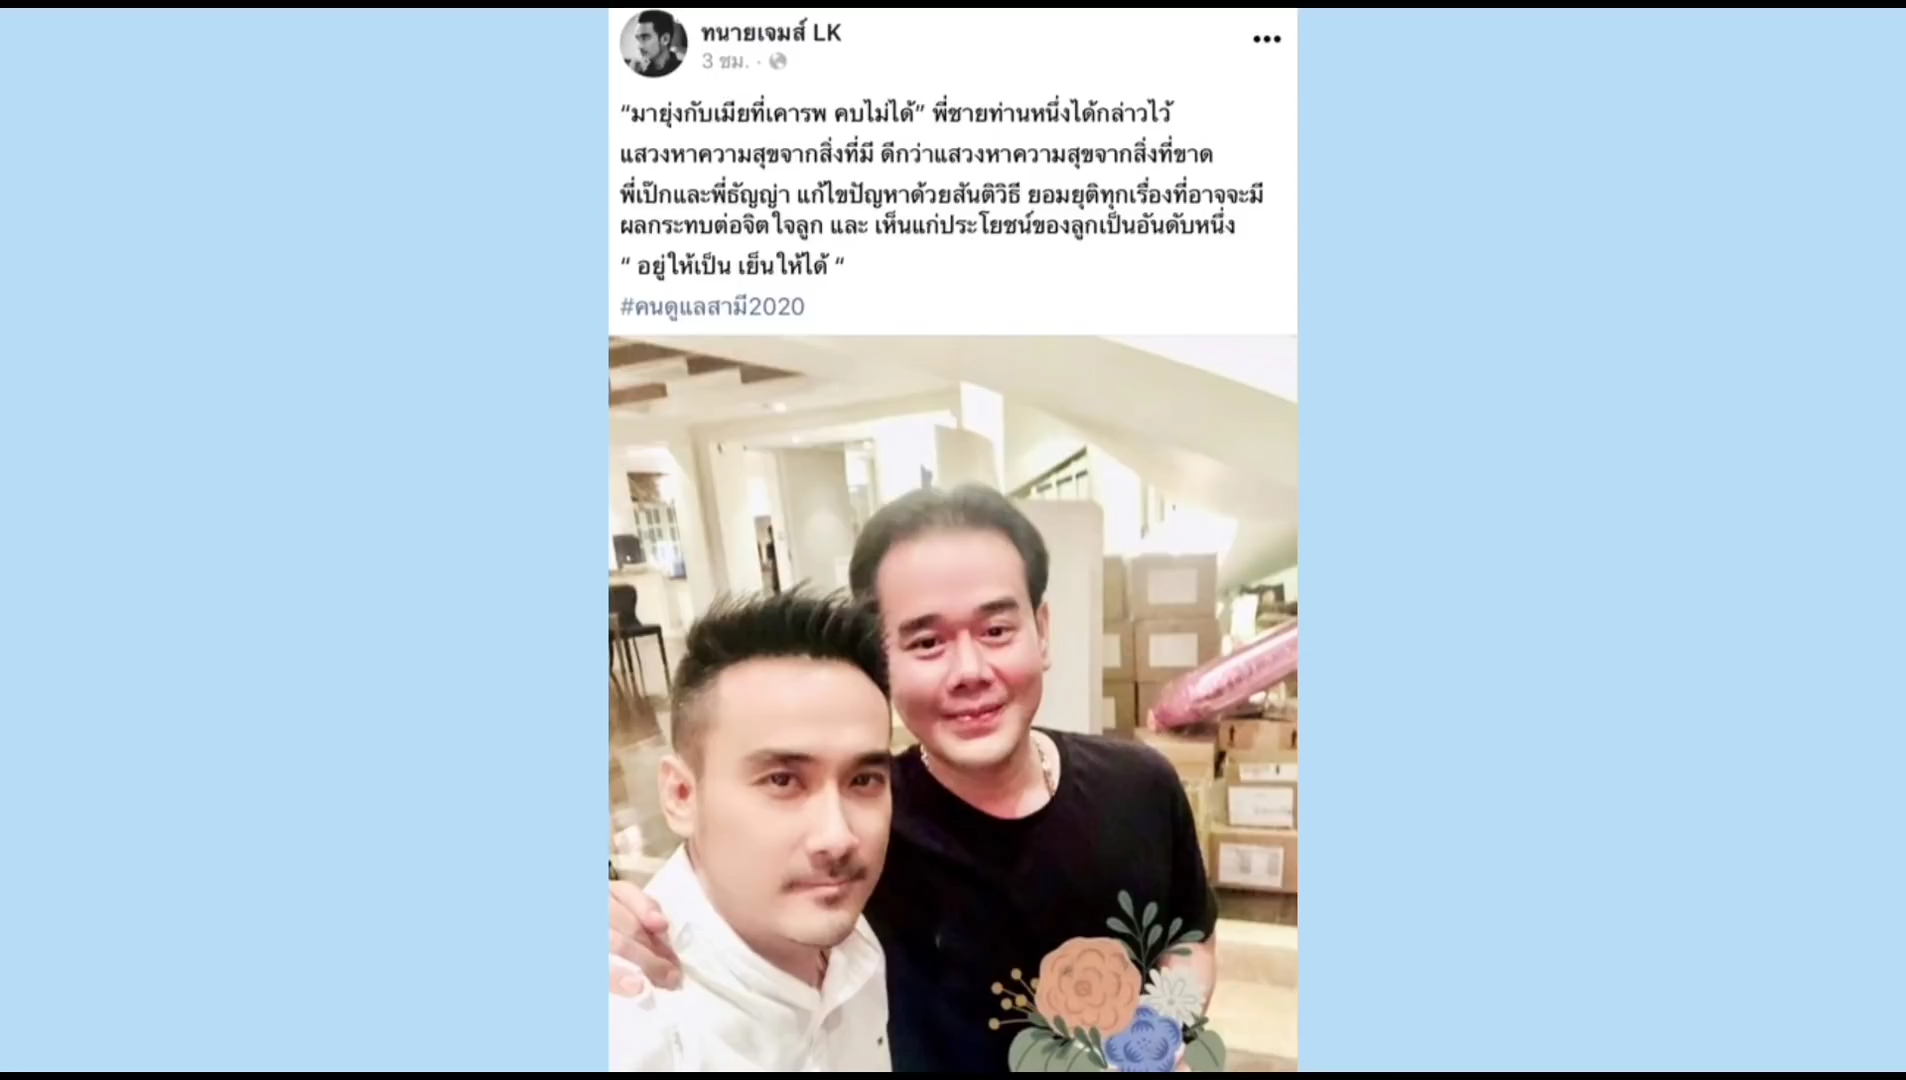 ทนายเจมส์ LK
3 ชม. ·
“มายุ่งกับเมียที่เคารพ คบไม่ได้” พี่ชายท่านหนึ่งได้กล่าวไว้
แสวงหาความสุขจากสิ่งที่มี ดีกว่าแสวงหาความสุขจากสิ่งที่ขาด
พี่เป๊กและพี่ธัญญ่า แก้ไขปัญหาด้วยสันติวิธี ยอมยุติทุกเรื่องที่อาจจะมี
ผลกระทบต่อจิตใจลูก และ เห็นแก่ประโยชน์ของลูกเป็นอันดับหนึ่ง
“ อยู่ให้เป็น เย็นให้ได้ “
#คนดูแลสามี2020